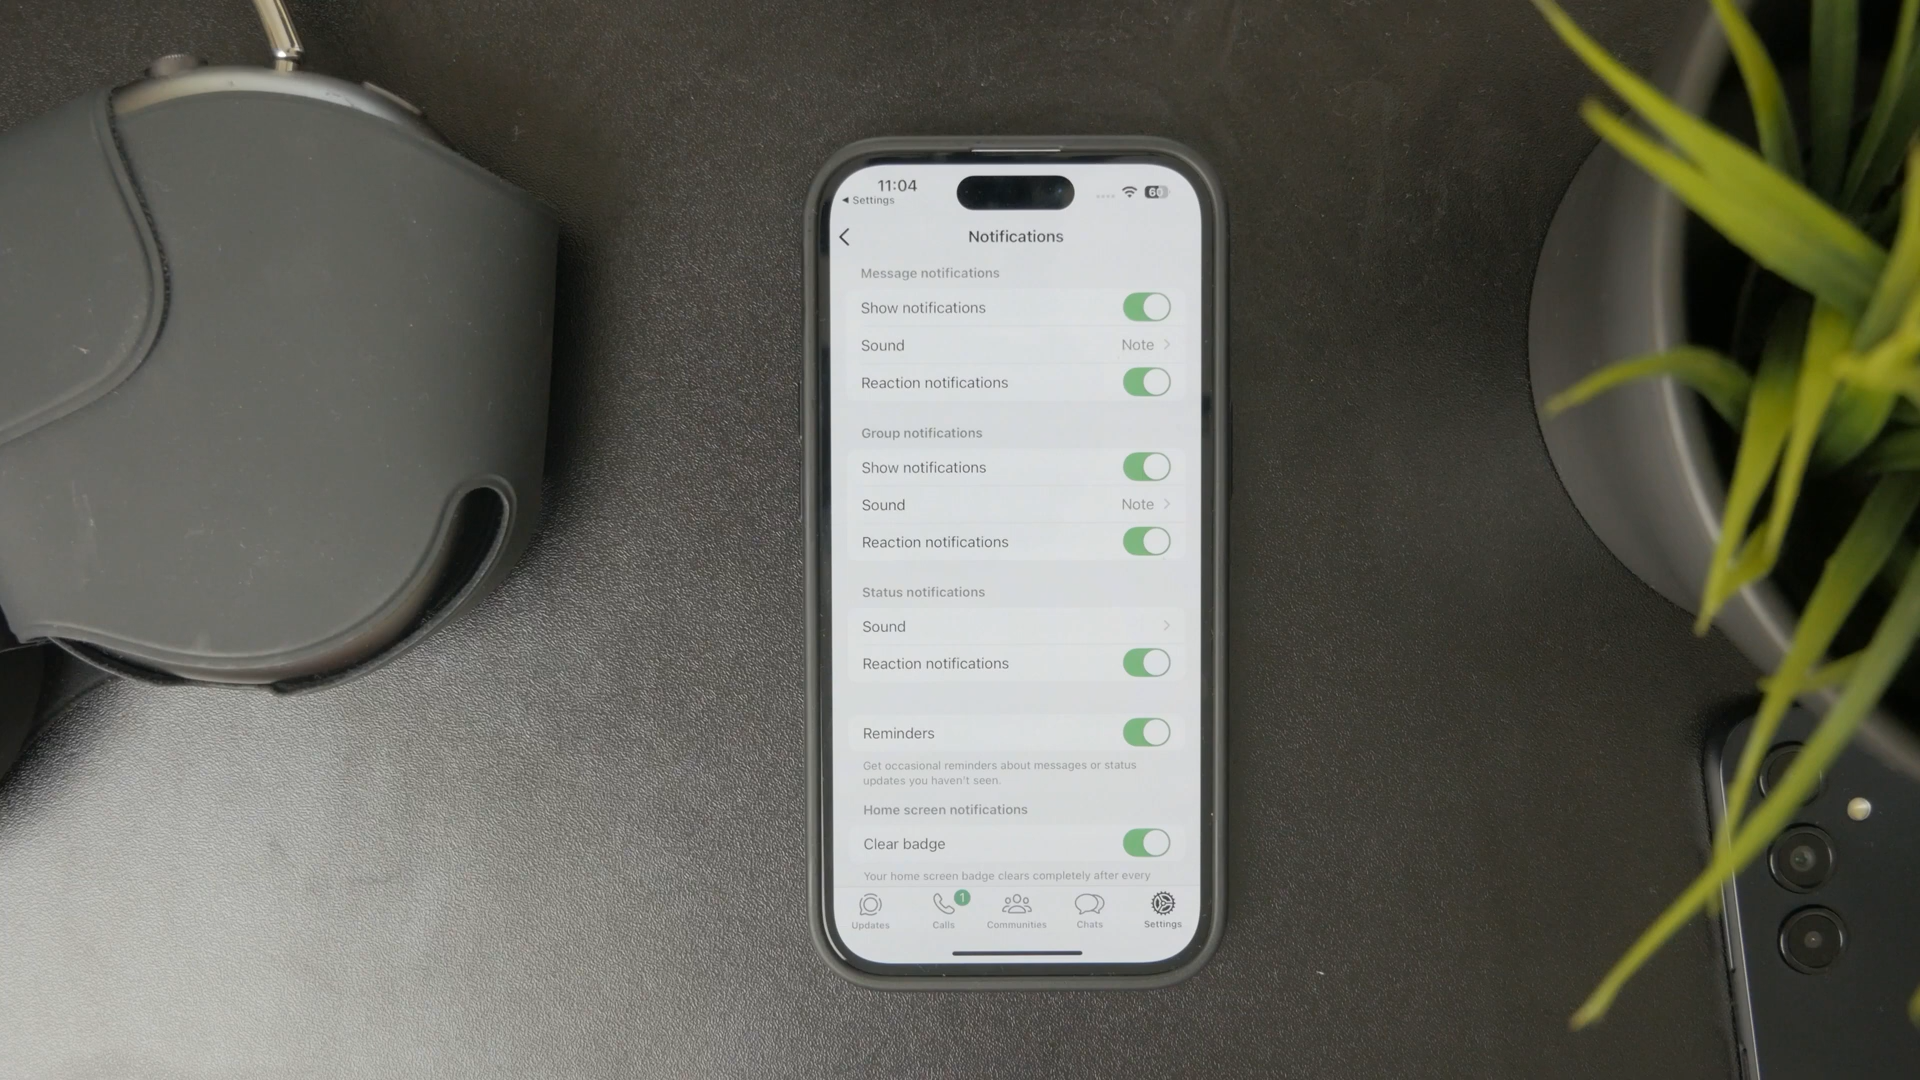 11:04
Settings
60
Notifications
Message notifications
Show notifications
Sound Note
Reaction notifications
Group notifications
Show notifications
Sound Note
Reaction notifications
Status notifications
Sound
Reaction notifications
Reminders
Get occasional reminders about messages or status
updates you haven't seen.
Home screen notifications
Clear badge
Your home screen badge clears completely after every
1
Updates Calls Communities Chats Settings